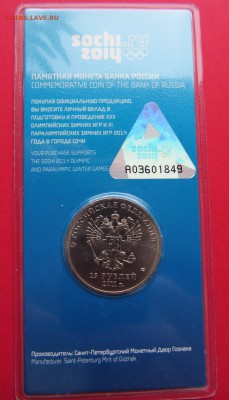 COINS.LAVE.RU
sochi.ru
2014
ПАМЯТНАЯ МОНЕТА БАНКА РОССИИ
COMMEMORATIVE COIN OF THE BANK OF RUSSIA
ПОКУПАЯ ОФИЦИАЛЬНУЮ ПРОДУКЦИЮ,
ВЫ ВНОСИТЕ ЛИЧНЫЙ ВКЛАД В
ПОДГОТОВКУ И ПРОВЕДЕНИЕ XXII
ОЛИМПИЙСКИХ ЗИМНИХ ИГР И XI
ПАРАЛИМПИЙСКИХ ЗИМНИХ ИГР 2014
ГОДА В ГОРОДЕ СОЧИ
YOUR PURCHASE SUPPORTS
THE SOCHI 2014 OLYMPIC
AND PARALYMPIC WINTER GAMES
sochi.ru
2014
A03601849
РОССИЙСКАЯ ФЕДЕРАЦИЯ
25 РУБЛЕЙ
Производитель: Санкт-Петербургский Монетный Двор Гознака
Manufacturer: Saint-Petersburg Mint of Goznak